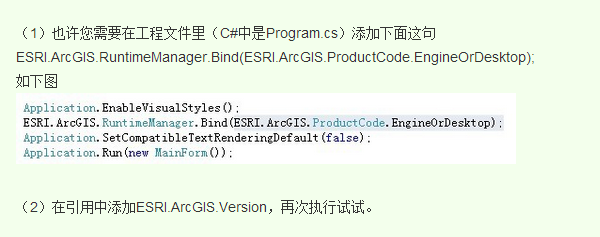 （1）也许您需要在工程文件里（C#中是Program.cs）添加下面这句
ESRI.ArcGIS.RuntimeManager.Bind(ESRI.ArcGIS.ProductCode.EngineOrDesktop);
如下图
Application.EnableVisualStyles();
ESRI.ArcGIS.RuntimeManager.Bind(ESRI.ArcGIS.ProductCode.EngineOrDesktop);
Application.SetCompatibleTextRenderingDefault(false);
Application.Run(new MainForm());
（2）在引用中添加ESRI.ArcGIS.Version，再次执行试试。